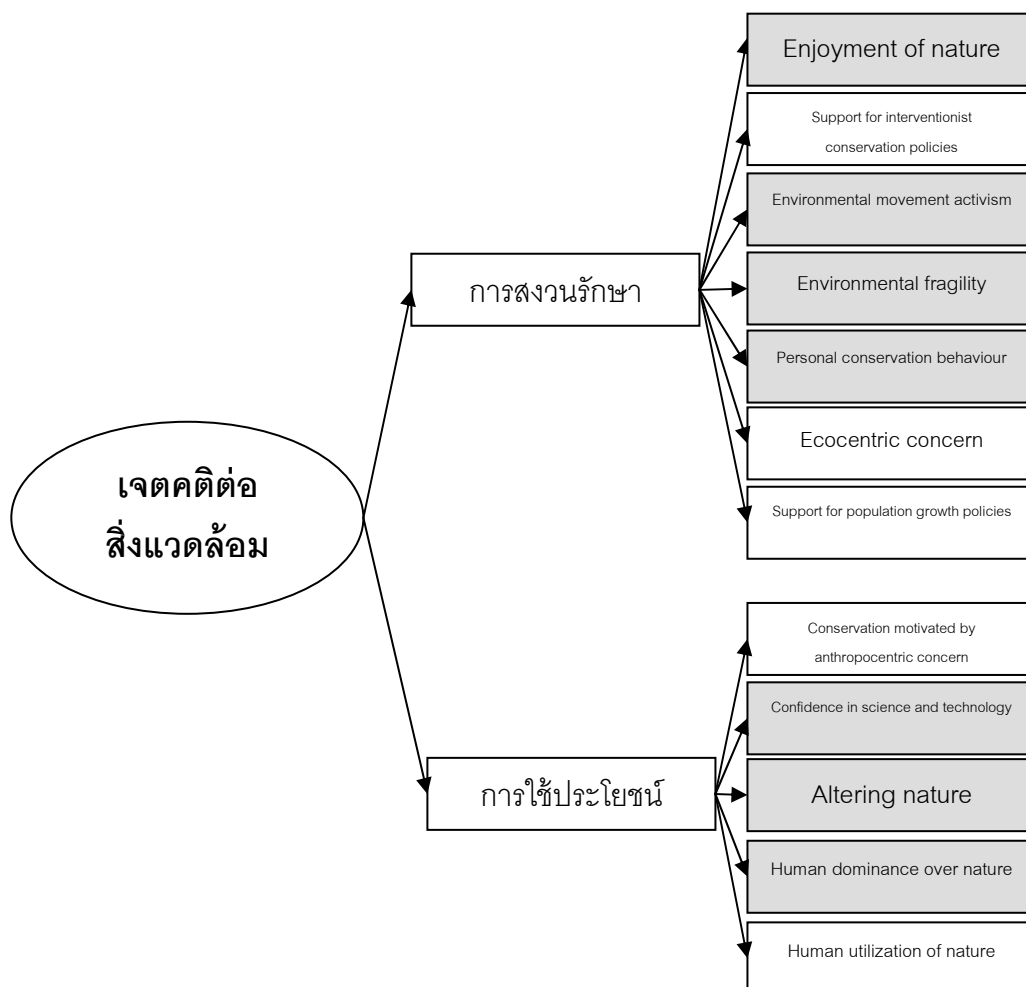 Enjoyment of nature
Support for interventionist
conservation policies
Environmental movement activism
Environmental fragility
Personal conservation behaviour
Ecocentric concern
Support for population growth policies
การสงวนรักษา
เจตคติต่อ
สิ่งแวดล้อม
Conservation motivated by
anthropocentric concern
Confidence in science and technology
Altering nature
Human dominance over nature
Human utilization of nature
การใช้ประโยชน์